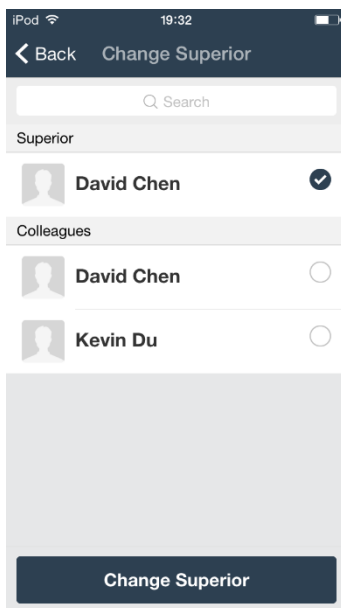 iPod 19:32
Back Change Superior
Search
Superior
David Chen
Colleagues
David Chen
Kevin Du
Change Superior